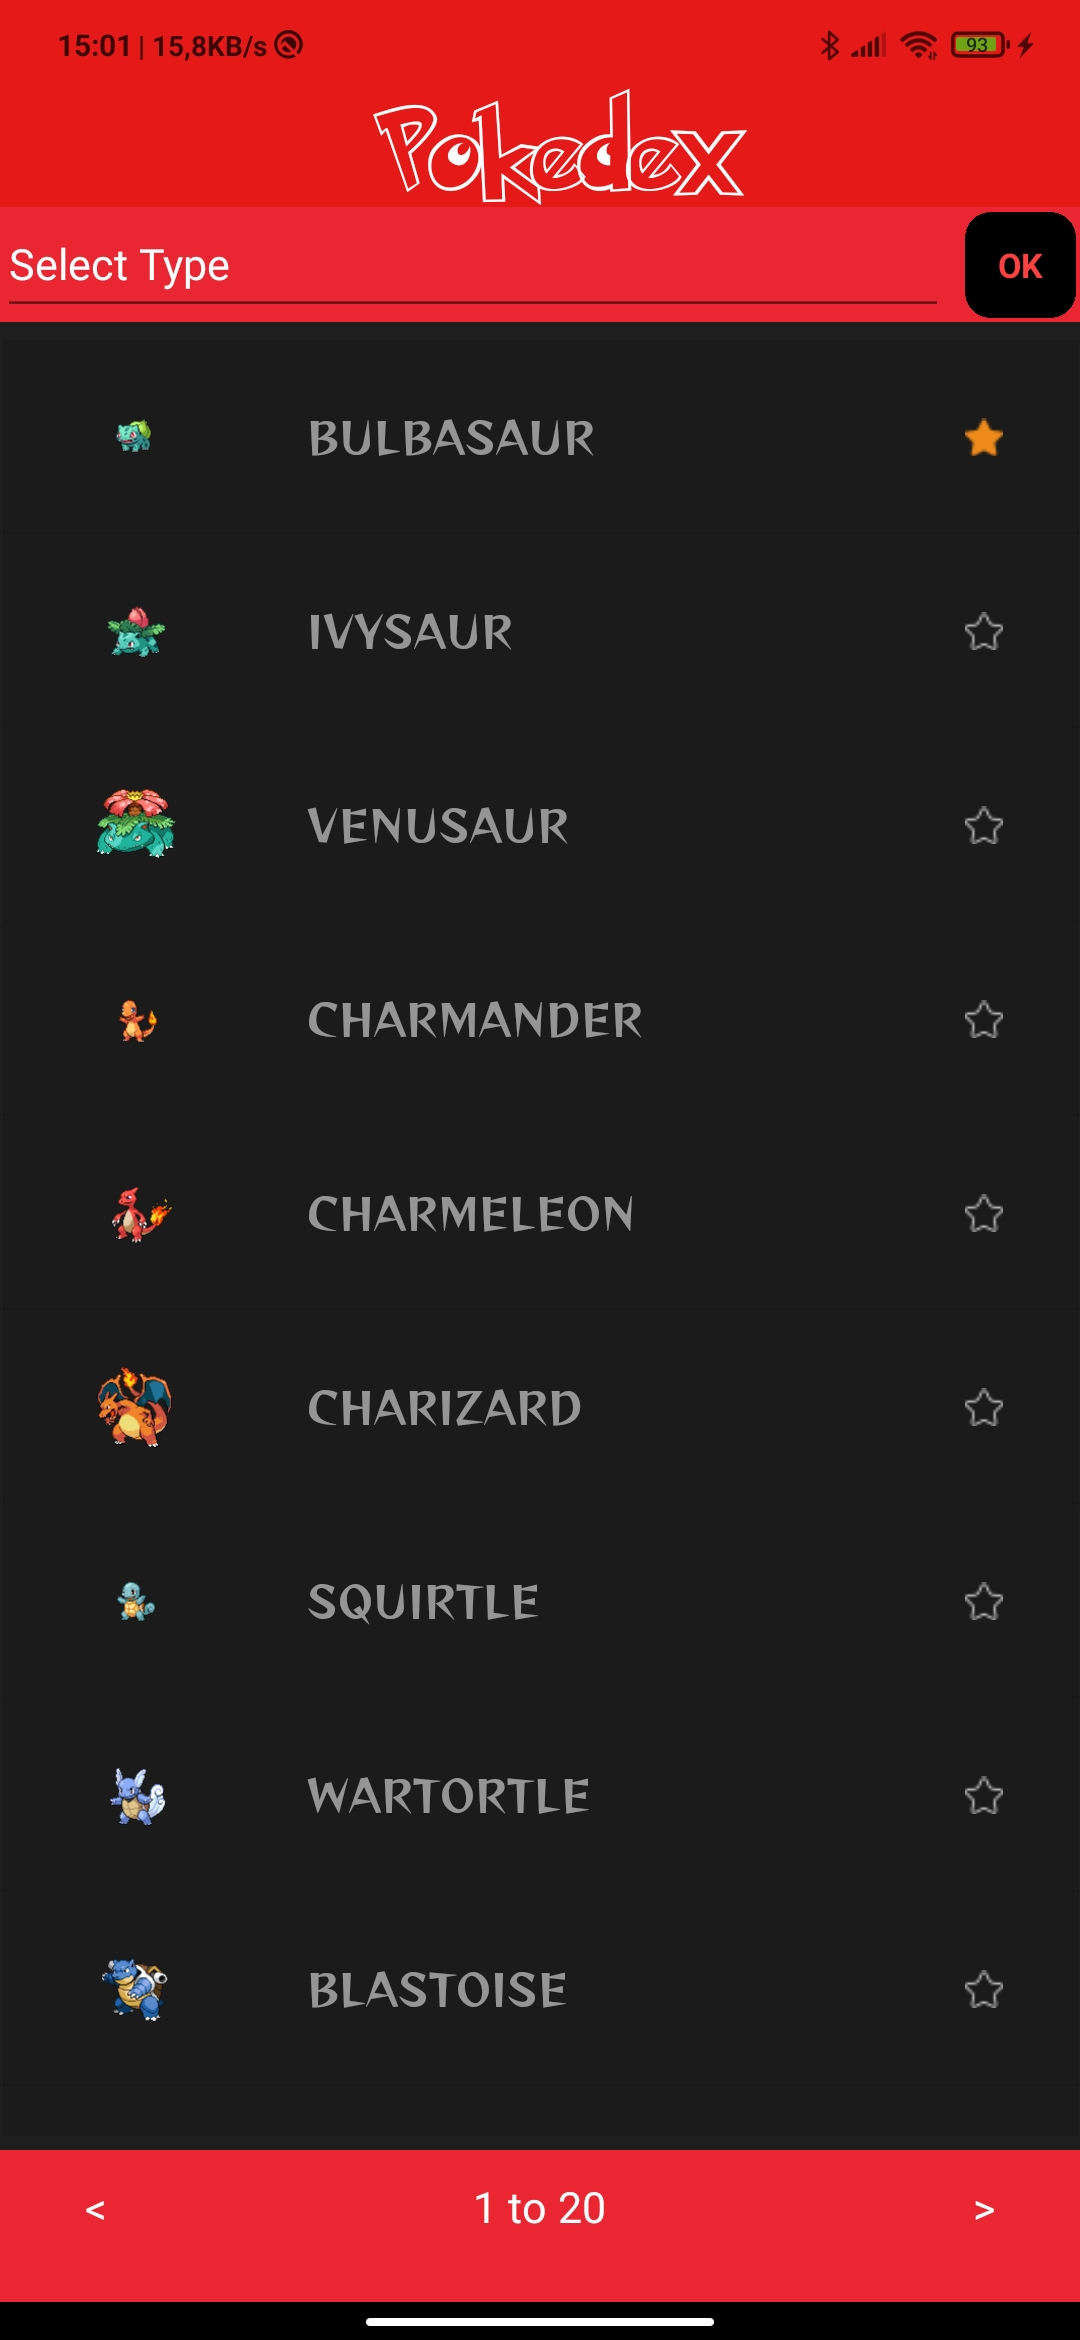 15:01 | 15,8KB/s
93
Pokedex
Select Type
OK
BULBASAUR
IVYSAUR
VENUSAUR
CHARMANDER
CHARMELEON
CHARIZARD
SQUIRTLE
WARTORTLE
BLASTOISE
< 1 to 20 >